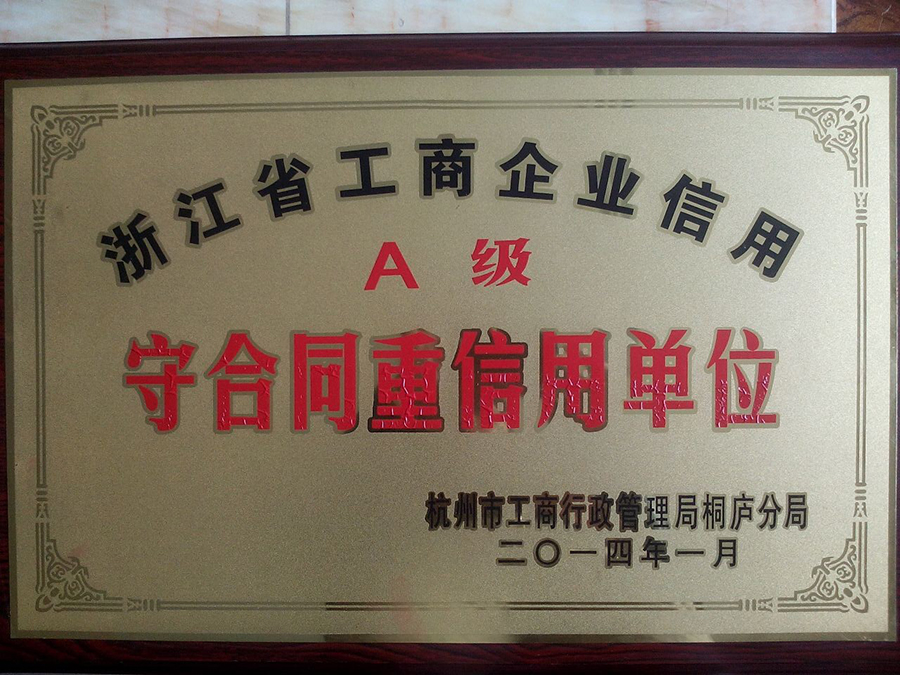 浙江省工商企业信用
A 级
守合同重信用单位
杭州市工商行政管理局桐庐分局
二〇一四年一月